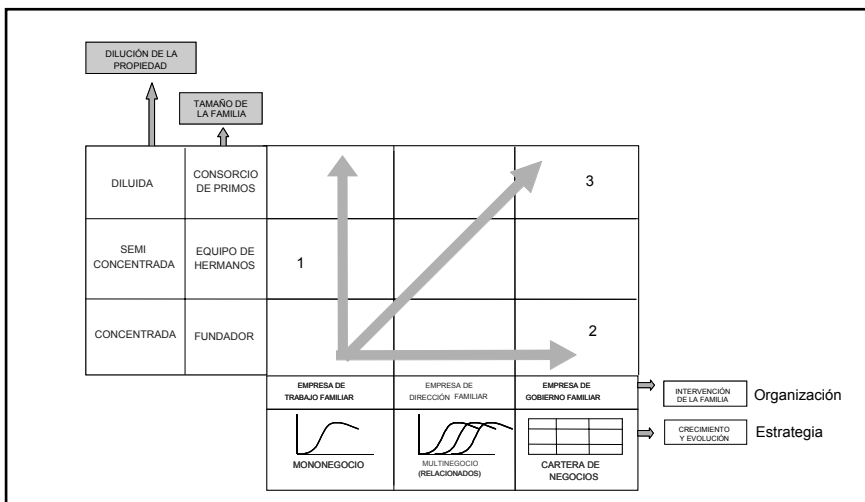 DILUCIÓN DE LA
PROPIEDAD
TAMAÑO DE
LA FAMILIA
DILUIDA
CONSORCIO
DE PRIMOS
3
SEMI
CONCENTRADA
EQUIPO DE
HERMANOS
1
CONCENTRADA
FUNDADOR
2
EMPRESA DE
TRABAJO FAMILIAR
EMPRESA DE
DIRECCIÓN FAMILIAR
EMPRESA DE
GOBIERNO FAMILIAR
INTERVENCIÓN
DE LA FAMILIA
Organización
MONONEGOCIO
MULTINEGOCIO
(RELACIONADOS)
CARTERA DE
NEGOCIOS
CRECIMIENTO
Y EVOLUCIÓN
Estrategia